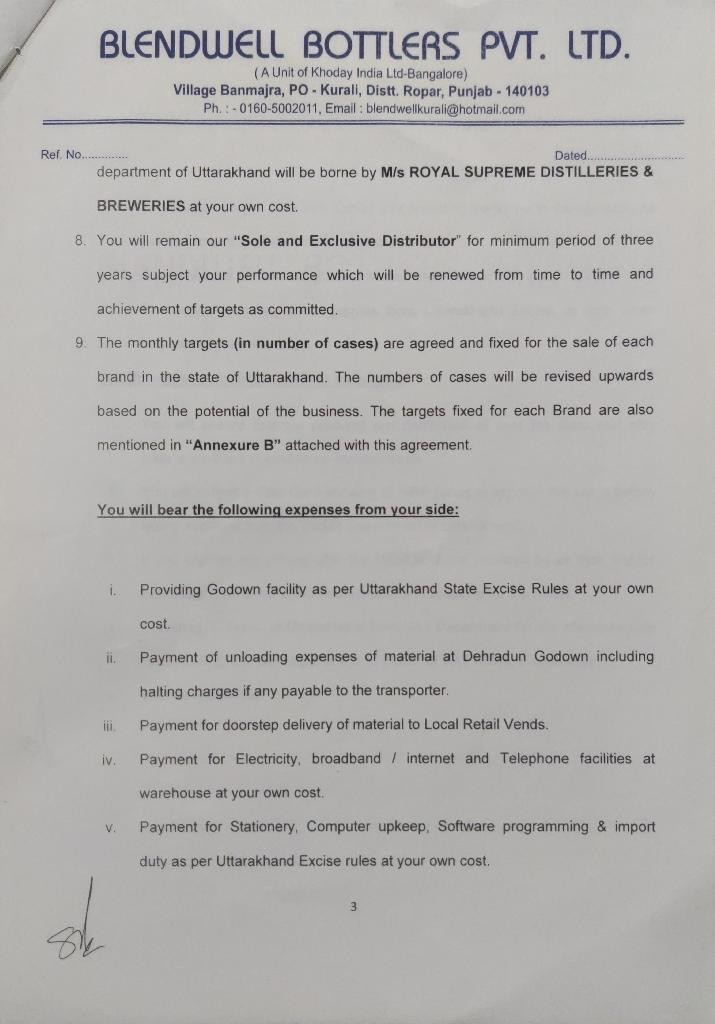 BLENDWELL BOTTLERS PVT. LTD.
( A Unit of Khoday India Ltd-Bangalore)
Village Banmajra, PO - Kurali, Distt. Ropar, Punjab - 140103
Ph. : - 0160-5002011, Email : blendwellkurali@hotmail.com
Ref. No.............. Dated.............................
department of Uttarakhand will be borne by M/s ROYAL SUPREME DISTILLERIES &
BREWERIES at your own cost.
8. You will remain our “Sole and Exclusive Distributor” for minimum period of three
years subject your performance which will be renewed from time to time and
achievement of targets as committed.
9. The monthly targets (in number of cases) are agreed and fixed for the sale of each
brand in the state of Uttarakhand. The numbers of cases will be revised upwards
based on the potential of the business. The targets fixed for each Brand are also
mentioned in “Annexure B” attached with this agreement.
You will bear the following expenses from your side:
i. Providing Godown facility as per Uttarakhand State Excise Rules at your own
cost.
ii. Payment of unloading expenses of material at Dehradun Godown including
halting charges if any payable to the transporter.
iii. Payment for doorstep delivery of material to Local Retail Vends.
iv. Payment for Electricity, broadband / internet and Telephone facilities at
warehouse at your own cost.
v. Payment for Stationery, Computer upkeep, Software programming & import
duty as per Uttarakhand Excise rules at your own cost.
3